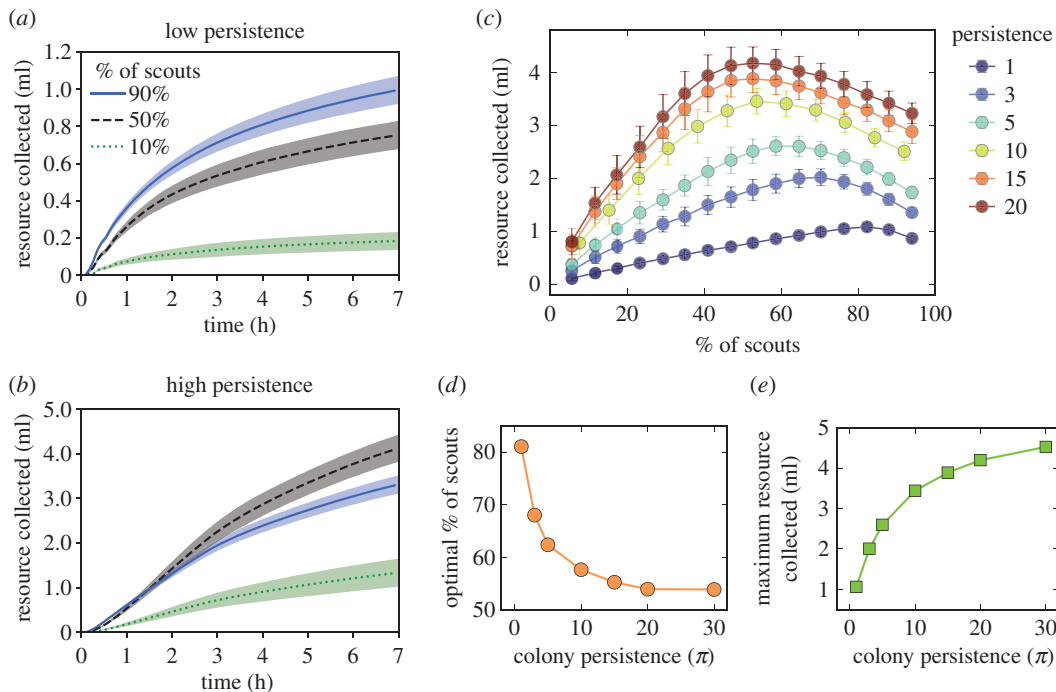 (a)
low persistence
resource collected (ml)
1.2
1.0
0.8
0.6
0.4
0.2
0
% of scouts
90%
50%
10%
0 1 2 3 4 5 6 7
time (h)
(b)
high persistence
resource collected (ml)
5.0
4.0
3.0
2.0
1.0
0
0 1 2 3 4 5 6 7
time (h)
(c)
resource collected (ml)
4
3
2
1
0
0 20 40 60 80 100
% of scouts
persistence
1
3
5
10
15
20
(d)
optimal % of scouts
80
70
60
50
0 10 20 30
colony persistence (π)
(e)
maximum resource
collected (ml)
5
4
3
2
1
0 10 20 30
colony persistence (π)